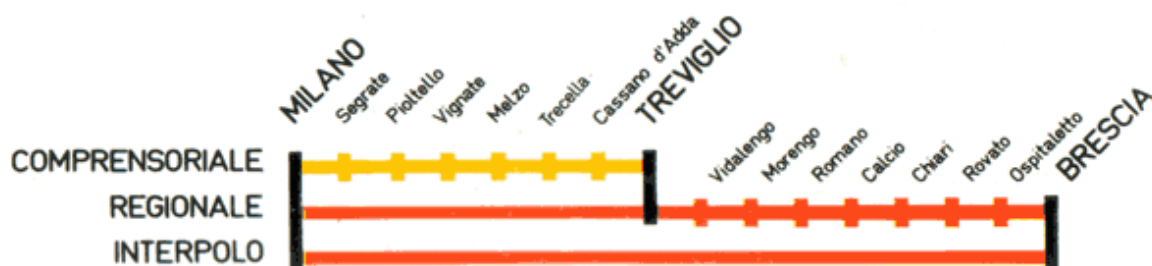 MILANO
Segrate
Pioltello
Vignate
Melzo
Trecella
Cassano d'Adda
TREVIGLIO
Vidalengo
Morengo
Romano
Calcio
Chiari
Rovato
Ospitaletto
BRESCIA
COMPRENSORIALE
REGIONALE
INTERPOLO